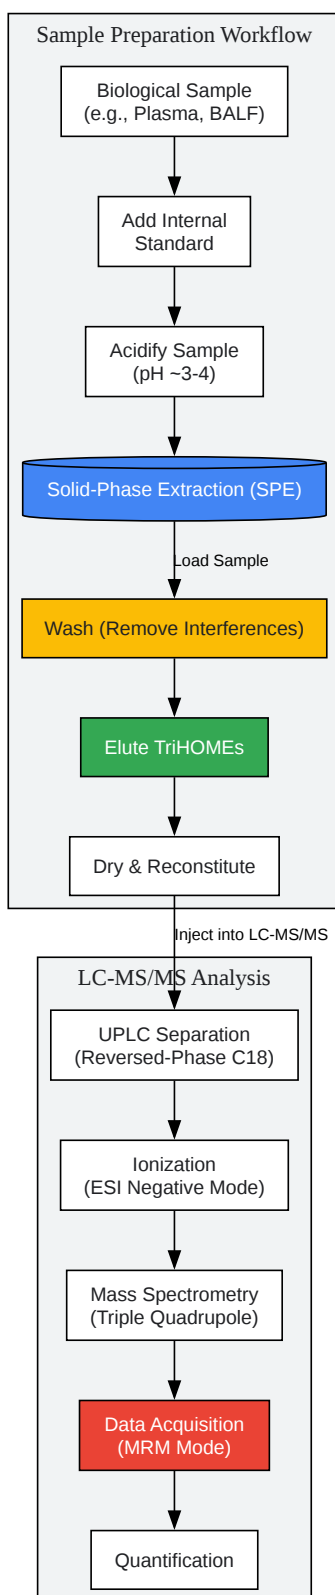 Sample Preparation Workflow
Biological Sample
(e.g., Plasma, BALF)
Add Internal
Standard
Acidify Sample
(pH ~3-4)
Solid-Phase Extraction (SPE)
Load Sample
Wash (Remove Interferences)
Elute TriHOMEs
Dry & Reconstitute
Inject into LC-MS/MS
LC-MS/MS Analysis
UPLC Separation
(Reversed-Phase C18)
Ionization
(ESI Negative Mode)
Mass Spectrometry
(Triple Quadrupole)
Data Acquisition
(MRM Mode)
Quantification